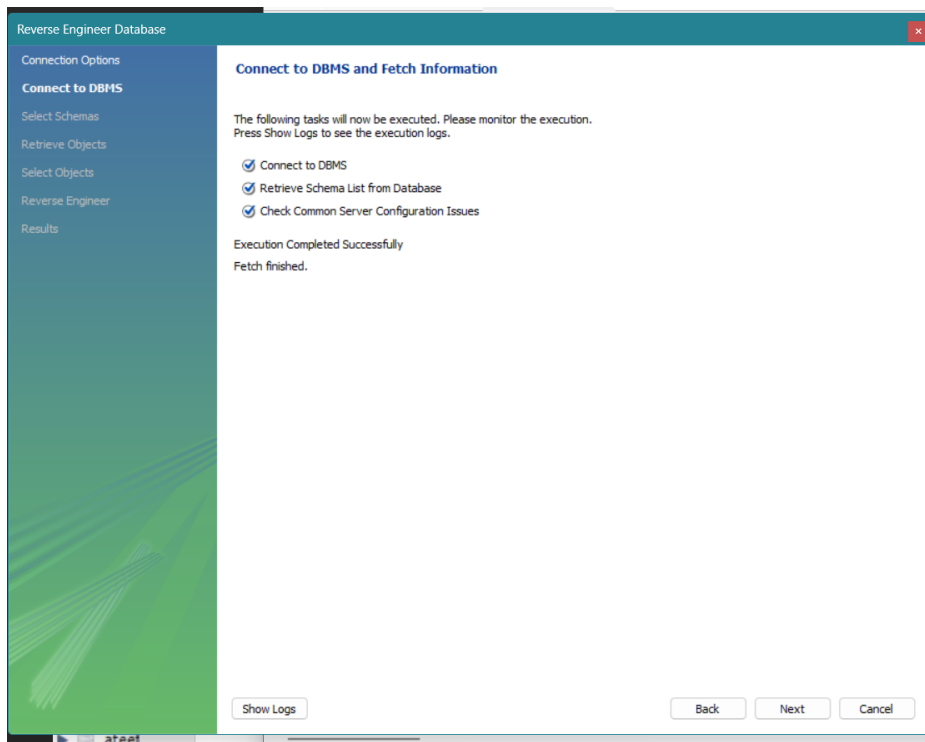 Reverse Engineer Database
Connection Options
Connect to DBMS
Select Schemas
Retrieve Objects
Select Objects
Reverse Engineer
Results
Connect to DBMS and Fetch Information
The following tasks will now be executed. Please monitor the execution.
Press Show Logs to see the execution logs.
Connect to DBMS
Retrieve Schema List from Database
Check Common Server Configuration Issues
Execution Completed Successfully
Fetch finished.
Show Logs
Back
Next
Cancel